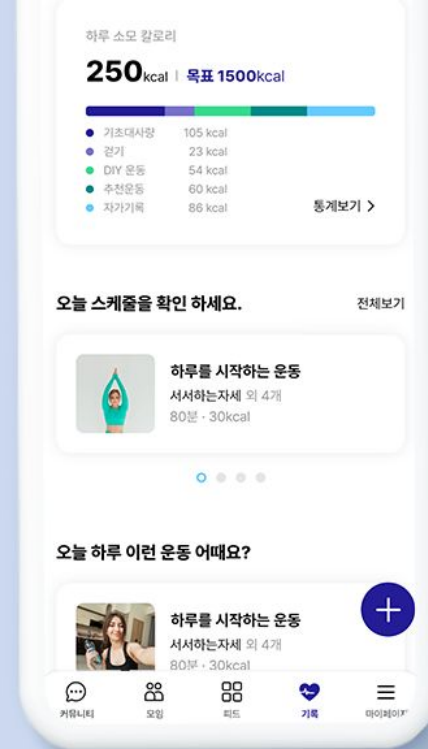 하루 소모 칼로리
250kcal | 목표 1500kcal
기초대사량 105 kcal
걷기 23 kcal
DIY 운동 54 kcal
추천운동 60 kcal
자가기록 86 kcal
통계보기 >
오늘 스케줄을 확인 하세요. 전체보기
하루를 시작하는 운동
서서하는자세 외 4개
80분 · 30kcal
오늘 하루 이런 운동 어때요?
하루를 시작하는 운동
서서하는자세 외 4개
80분 · 30kcal
커뮤니티 모임 피드 기록 마이페이지